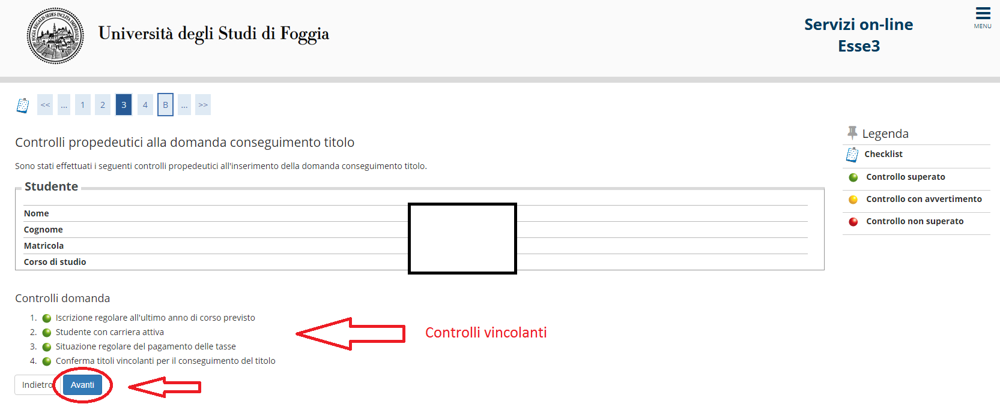 Università degli Studi di Foggia
Servizi on-line
Esse3
MENU
<< ... 1 2 3 4 B ... >>
Controlli propedeutici alla domanda conseguimento titolo
Sono stati effettuati i seguenti controlli propedeutici all'inserimento della domanda conseguimento titolo.
Studente
Nome
Cognome
Matricola
Corso di studio
Legenda
Checklist
Controllo superato
Controllo con avvertimento
Controllo non superato
Controlli domanda
1. Iscrizione regolare all'ultimo anno di corso previsto
2. Studente con carriera attiva
3. Situazione regolare del pagamento delle tasse
4. Conferma titoli vincolanti per il conseguimento del titolo
Controlli vincolanti
Indietro Avanti